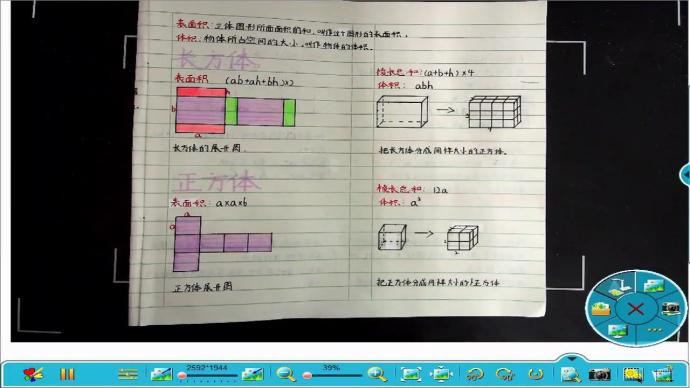 表面积:立体图形所有面面积的和,叫作这个图形的表面积。
体积:物体所占空间的大小,叫作物体的体积。
长方体
表面积 (ab+ah+bh)×2
h
b
a
长方体的展开图
棱长总和:(a+b+h)×4
体积: abh
把长方体分成同样大小的正方体。
正方体
表面积: a×a×b
a
a
正方体展开图
棱长总和: 12a
体积: a³
2
把正方体分成同样大小的小正方体
2592*1944
39%